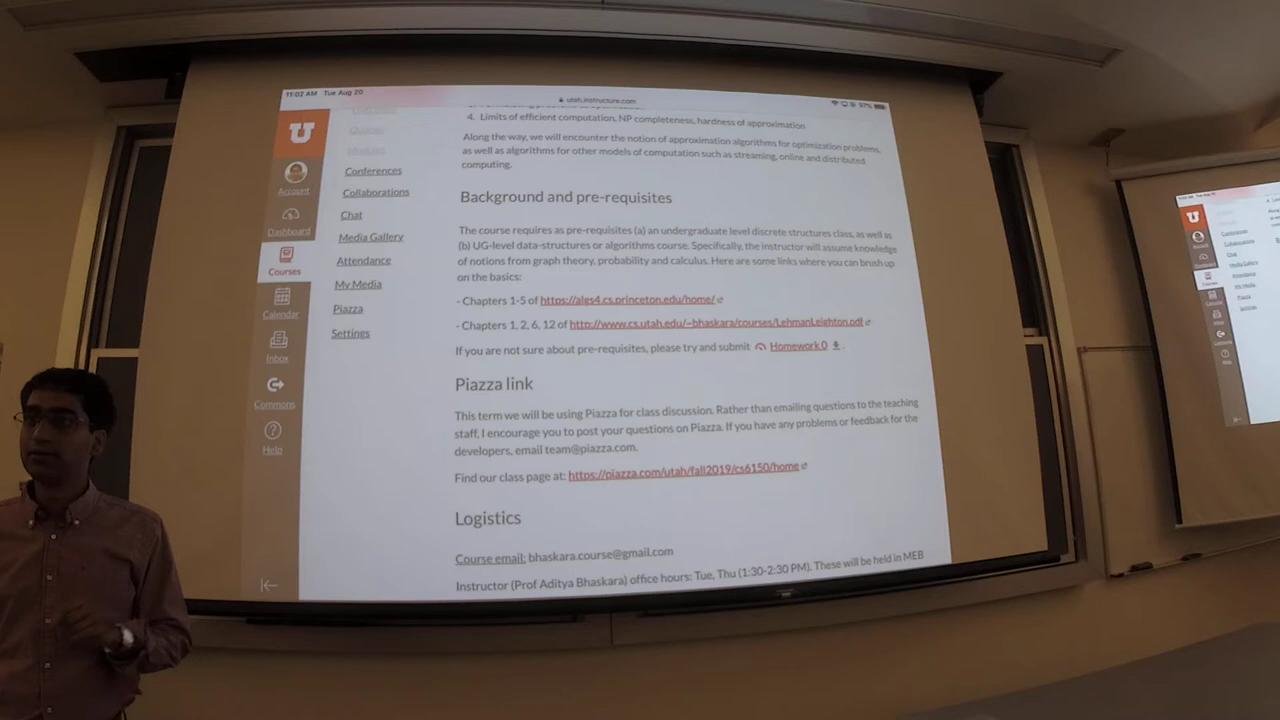 11:02 AM Tue Aug 20
utah.instructure.com
97%
U
Account
Dashboard
Courses
Calendar
Inbox
Commons
Help
Conferences
Collaborations
Chat
Media Gallery
Attendance
My Media
Piazza
Settings
4. Limits of efficient computation, NP completeness, hardness of approximation
Along the way, we will encounter the notion of approximation algorithms for optimization problems,
as well as algorithms for other models of computation such as streaming, online and distributed
computing.
Background and pre-requisites
The course requires as pre-requisites (a) an undergraduate level discrete structures class, as well as
(b) UG-level data-structures or algorithms course. Specifically, the instructor will assume knowledge
of notions from graph theory, probability and calculus. Here are some links where you can brush up
on the basics:
- Chapters 1-5 of https://algs4.cs.princeton.edu/home/
- Chapters 1, 2, 6, 12 of http://www.cs.utah.edu/~bhaskara/courses/LehmanLeighton.pdf
If you are not sure about pre-requisites, please try and submit Homework 0 .
Piazza link
This term we will be using Piazza for class discussion. Rather than emailing questions to the teaching
staff, I encourage you to post your questions on Piazza. If you have any problems or feedback for the
developers, email team@piazza.com.
Find our class page at: https://piazza.com/utah/fall2019/cs6150/home
Logistics
Course email: bhaskara.course@gmail.com
Instructor (Prof Aditya Bhaskara) office hours: Tue, Thu (1:30-2:30 PM). These will be held in MEB